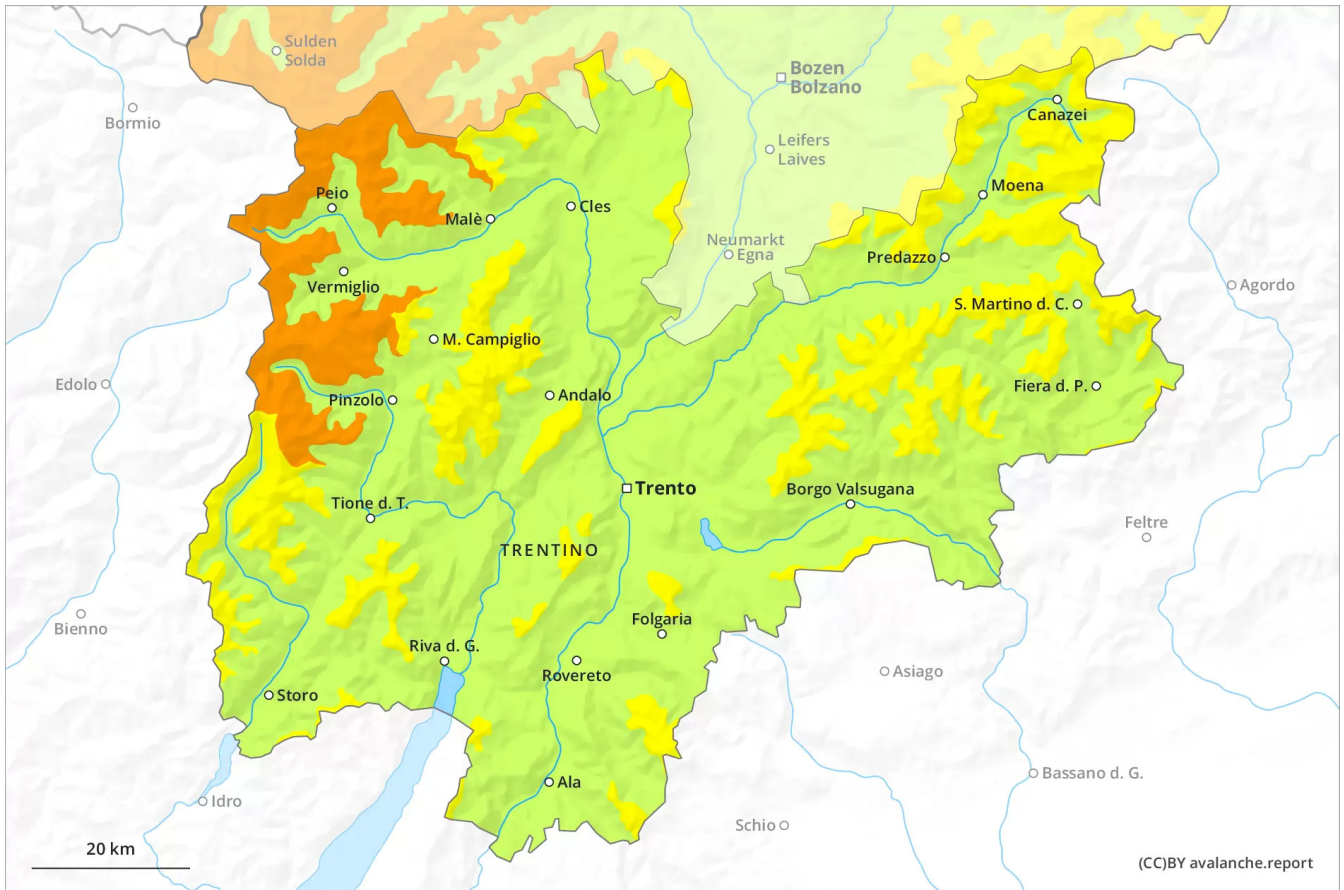 Sulden
Solda
Bozen
Bolzano
Bormio
Canazei
Leifers
Laives
Moena
Peio
Malè
Cles
Neumarkt
Egna
Predazzo
Vermiglio
Agordo
S. Martino d. C.
M. Campiglio
Edolo
Fiera d. P.
Pinzolo
Andalo
Trento
Borgo Valsugana
Tione d. T.
Feltre
TRENTINO
Bienno
Folgaria
Riva d. G.
Asiago
Rovereto
Storo
Bassano d. G.
Ala
Idro
Schio
20 km
(CC)BY avalanche.report